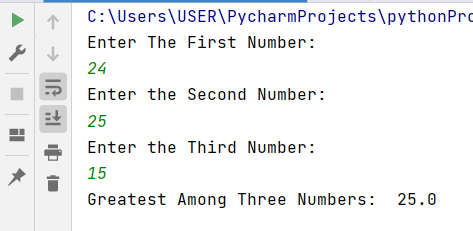 C:\Users\USER\PycharmProjects\pythonPro
Enter The First Number:
24
Enter the Second Number:
25
Enter the Third Number:
15
Greatest Among Three Numbers:  25.0